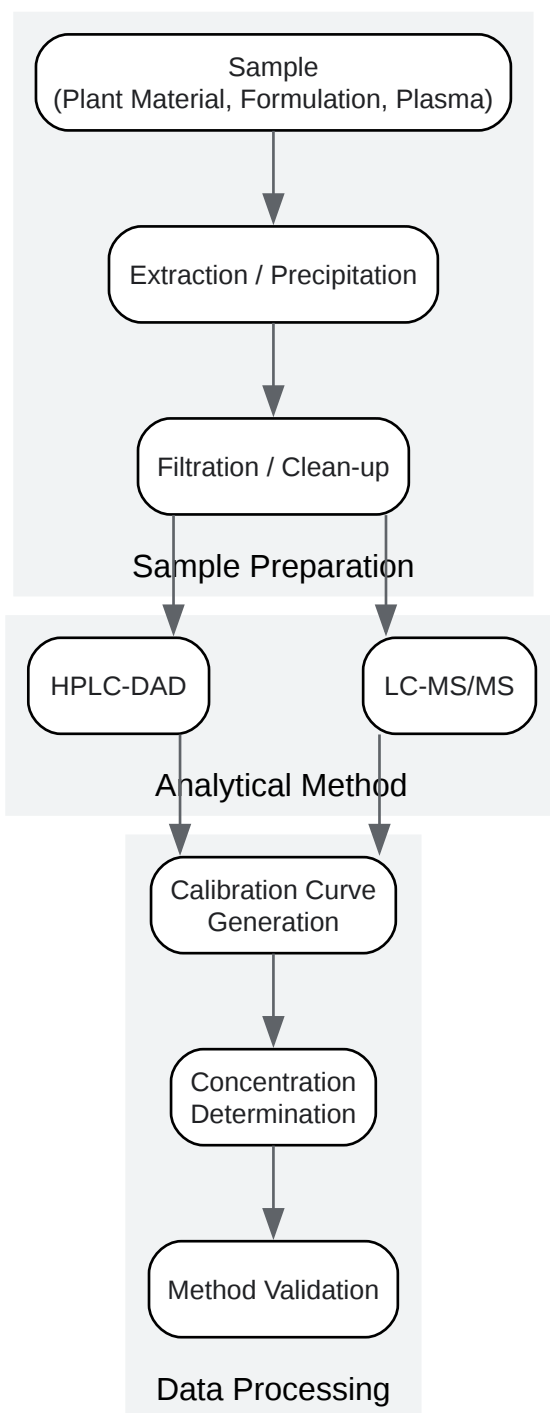 Sample
(Plant Material, Formulation, Plasma)
Extraction / Precipitation
Filtration / Clean-up
Sample Preparation
HPLC-DAD
LC-MS/MS
Analytical Method
Calibration Curve
Generation
Concentration
Determination
Method Validation
Data Processing